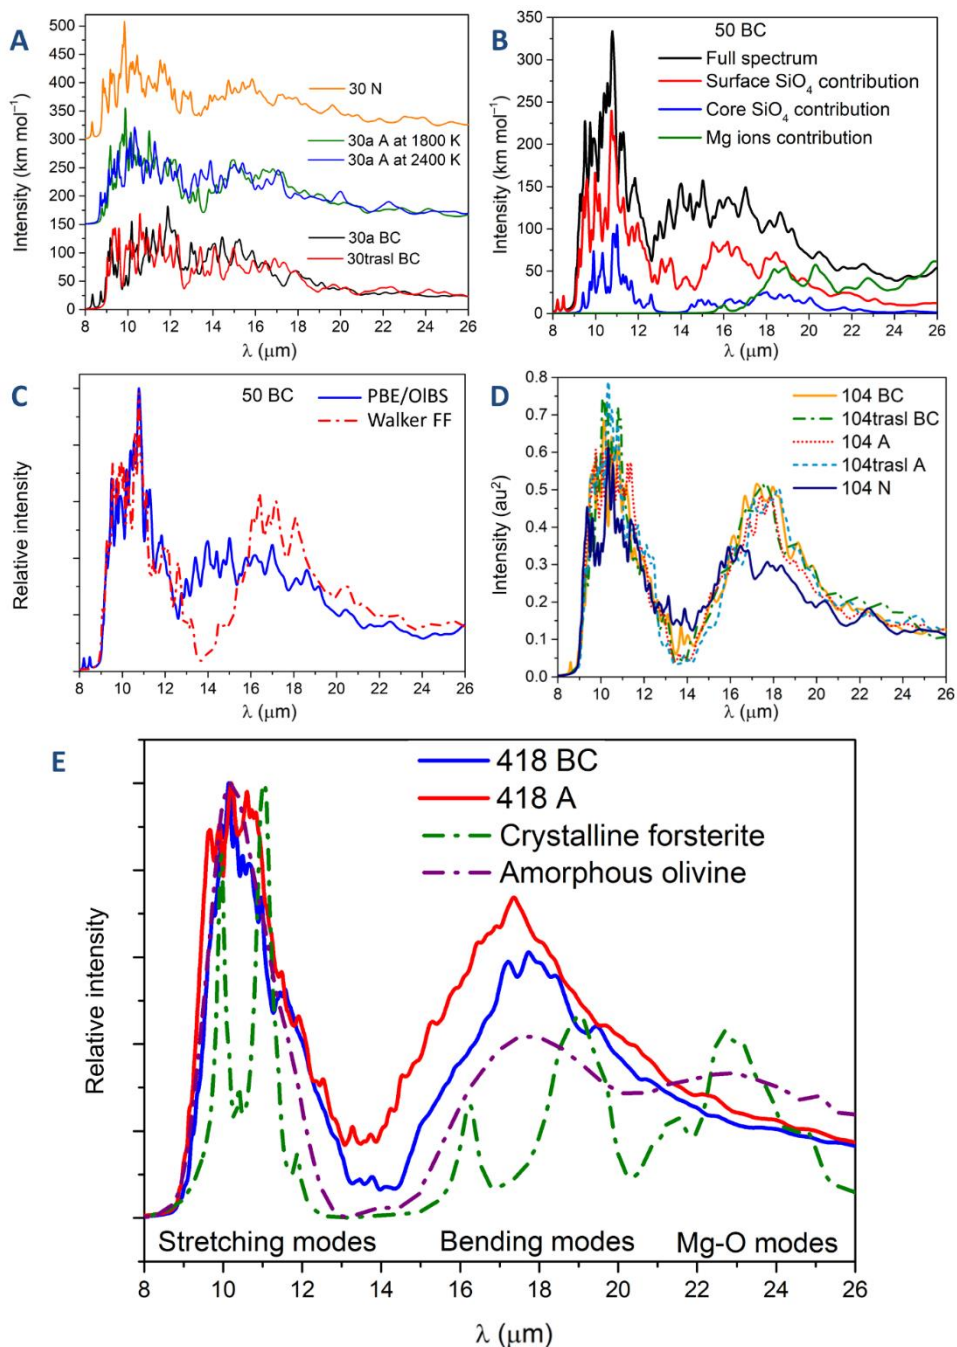 A
Intensity (km mol⁻¹)
500
450
400
350
300
250
200
150
100
50
0
30 N
30a A at 1800 K
30a A at 2400 K
30a BC
30trasl BC
8 10 12 14 16 18 20 22 24 26
λ (μm)
B
50 BC
Intensity (km mol⁻¹)
350
300
250
200
150
100
50
0
Full spectrum
Surface SiO₄ contribution
Core SiO₄ contribution
Mg ions contribution
8 10 12 14 16 18 20 22 24 26
λ (μm)
C
50 BC
PBE/OlBS
Walker FF
Relative intensity
8 10 12 14 16 18 20 22 24 26
λ (μm)
D
Intensity (au²)
0.8
0.7
0.6
0.5
0.4
0.3
0.2
0.1
0.0
104 BC
104trasl BC
104 A
104trasl A
104 N
8 10 12 14 16 18 20 22 24 26
λ (μm)
E
418 BC
418 A
Crystalline forsterite
Amorphous olivine
Relative intensity
Stretching modes
Bending modes
Mg-O modes
8 10 12 14 16 18 20 22 24 26
λ (μm)